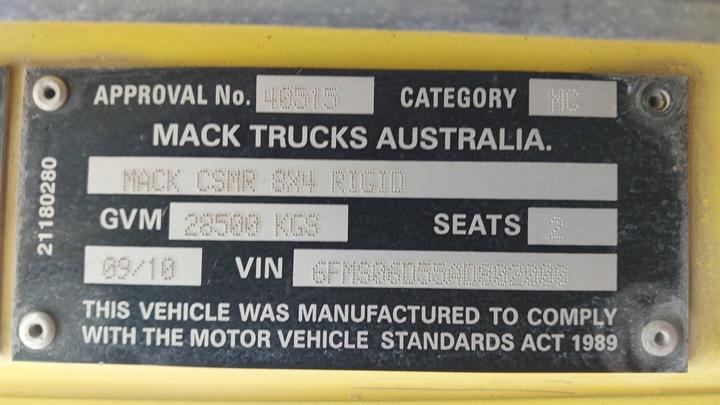 APPROVAL No. 40515 CATEGORY NC
MACK TRUCKS AUSTRALIA.
MACK CSMR 8X4 RIGID
GVM 28500 KGS SEATS 2
09/10 VIN
THIS VEHICLE WAS MANUFACTURED TO COMPLY
WITH THE MOTOR VEHICLE STANDARDS ACT 1989
21180280